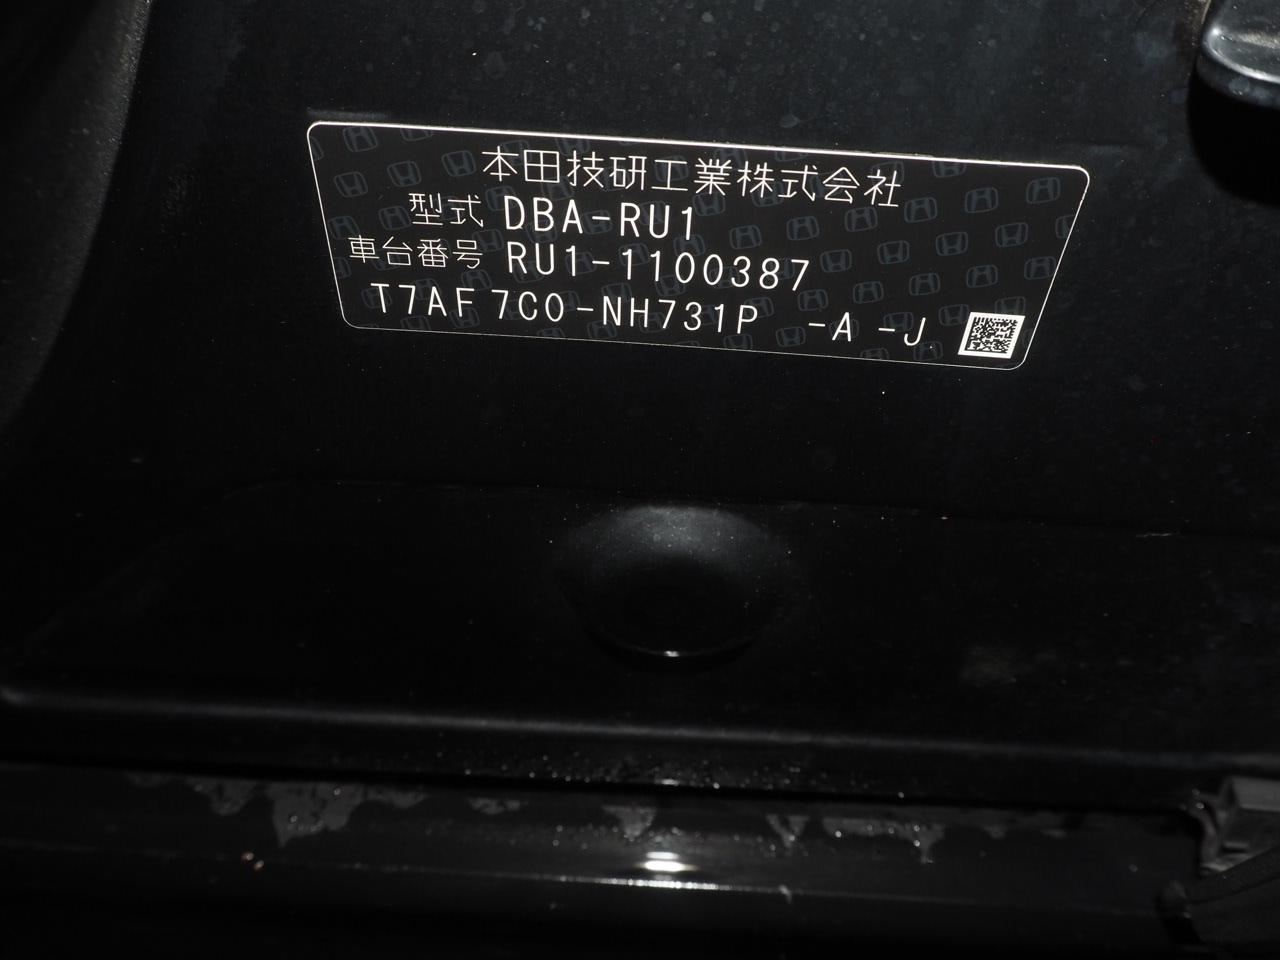 本田技研工業株式会社
型式 DBA-RU1
車台番号 RU1-1100387
T7AF 7C0-NH731P -A -J